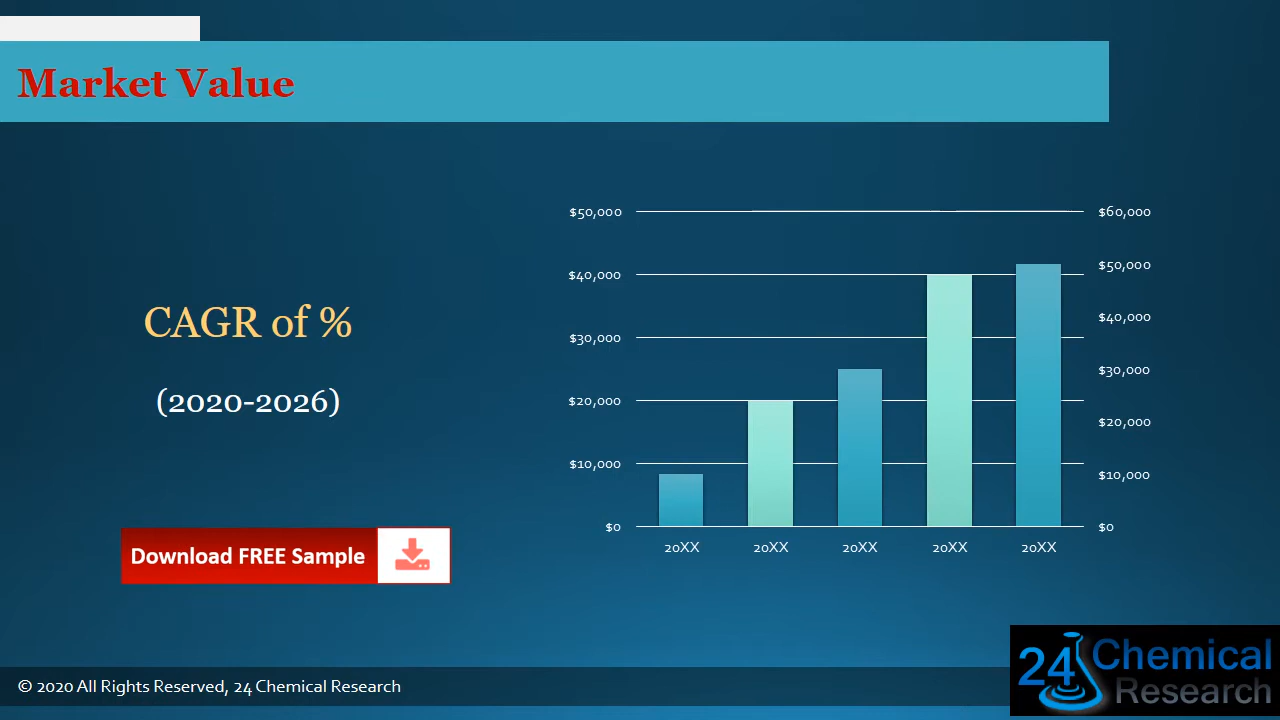 Market Value
CAGR of %
(2020-2026)
Download FREE Sample
$50,000
$40,000
$30,000
$20,000
$10,000
$0
$60,000
$50,000
$40,000
$30,000
$20,000
$10,000
$0
20XX 20XX 20XX 20XX 20XX
© 2020 All Rights Reserved, 24 Chemical Research
24 Chemical
Research